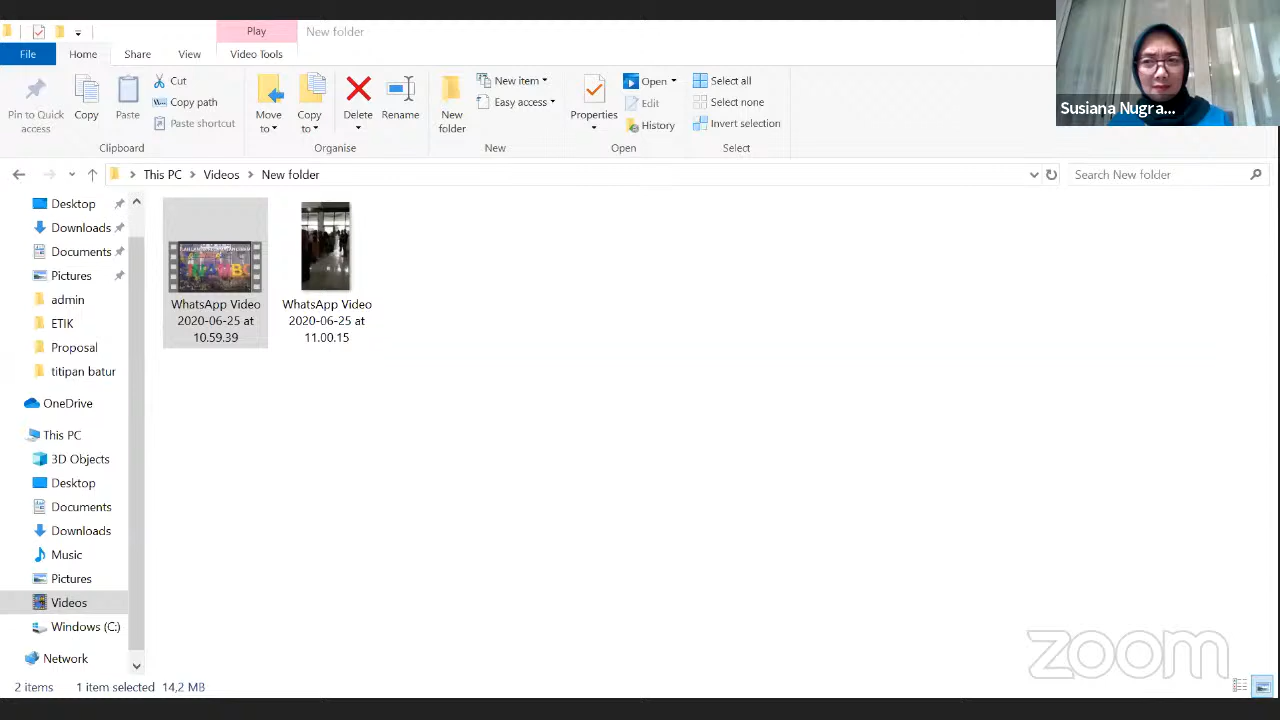 Play
New folder
File
Home
Share
View
Video Tools
Pin to Quick
access
Copy
Paste
Cut
Copy path
Paste shortcut
Clipboard
Move
to
Copy
to
Delete
Rename
Organise
New
folder
New item
Easy access
New
Properties
Open
Edit
History
Open
Select all
Select none
Invert selection
Select
Susiana Nugra...
This PC
Videos
New folder
Search New folder
Desktop
Downloads
Documents
Pictures
admin
ETIK
Proposal
titipan batur
OneDrive
This PC
3D Objects
Desktop
Documents
Downloads
Music
Pictures
Videos
Windows (C:)
Network
WhatsApp Video
2020-06-25 at
10.59.39
WhatsApp Video
2020-06-25 at
11.00.15
zoom
2 items
1 item selected
14,2 MB